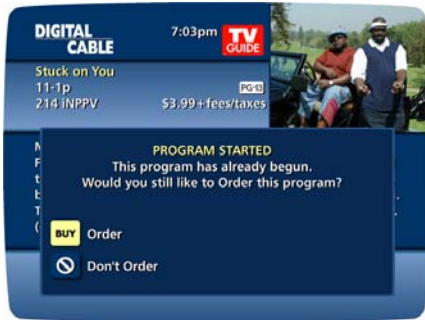 DIGITAL
CABLE
7:03pm
TV
GUIDE
Stuck on You
11-1p
PG-13
214 iNPPV
$3.99+fees/taxes
PROGRAM STARTED
This program has already begun.
Would you still like to Order this program?
BUY Order
Don't Order